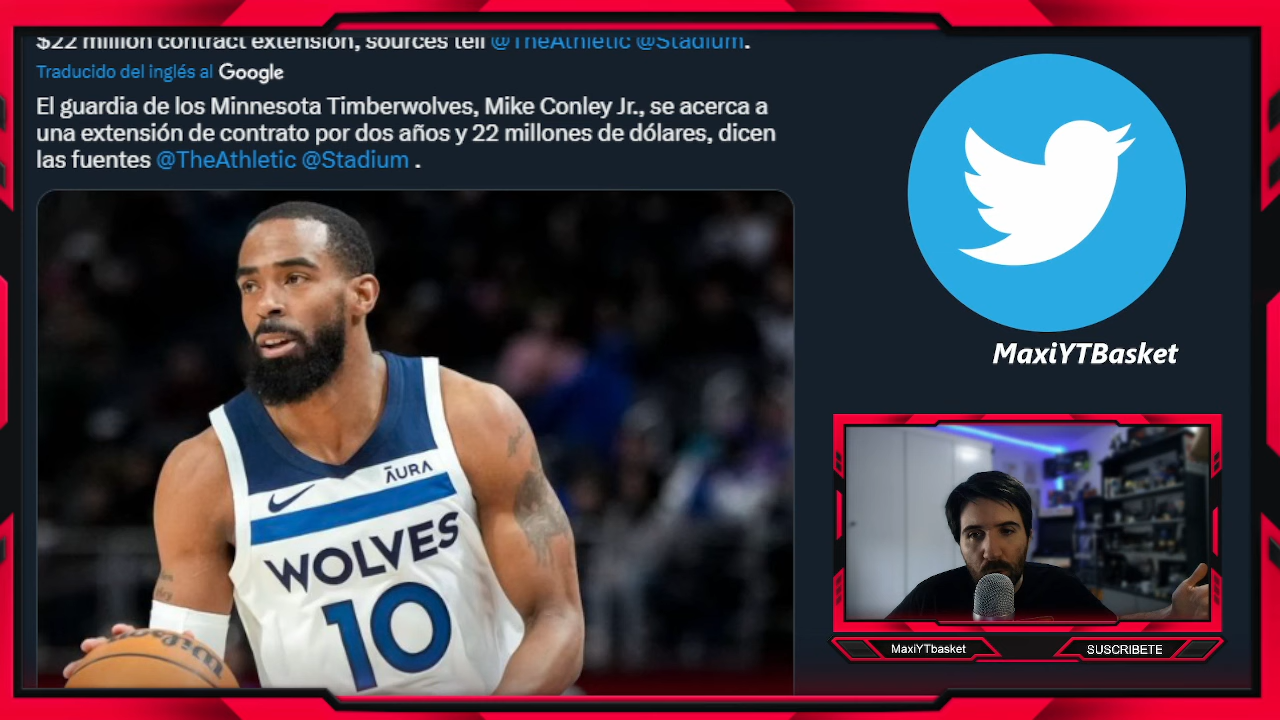 $22 million contract extension, sources tell @TheAthletic @Stadium.
Traducido del inglés al Google
El guardia de los Minnesota Timberwolves, Mike Conley Jr., se acerca a
una extensión de contrato por dos años y 22 millones de dólares, dicen
las fuentes @TheAthletic @Stadium .
MaxiYTBasket
ĀURA
WOLVES
10
MaxiYTbasket
SUSCRIBETE